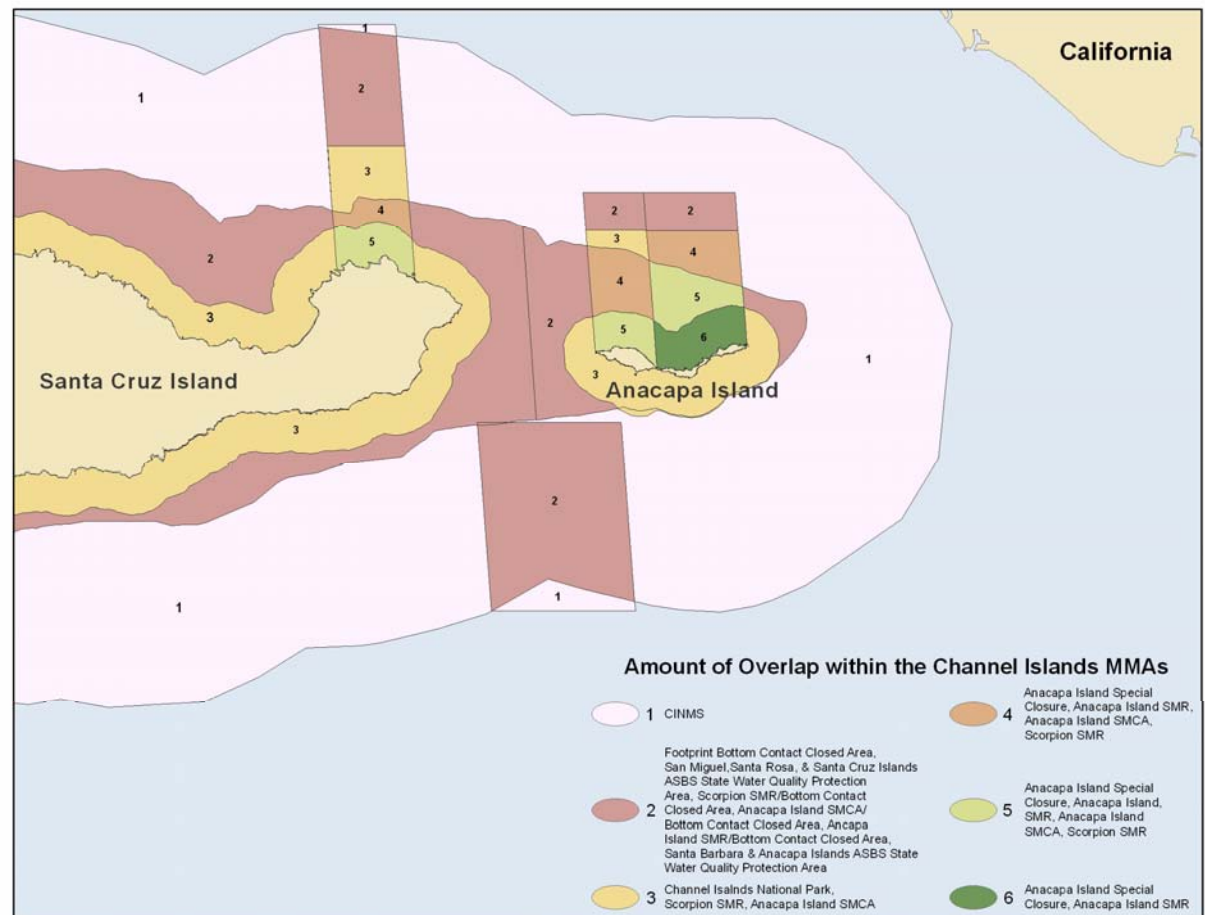 California
1
1
2
3
4
5
2
3
2
2
3
4
4
5
5
6
2
3
1
Santa Cruz Island
Anacapa Island
3
2
1
1
Amount of Overlap within the Channel Islands MMAs
1 CINMS
2 Footprint Bottom Contact Closed Area,
San Miguel,Santa Rosa, & Santa Cruz Islands
ASBS State Water Quality Protection
Area, Scorpion SMR/Bottom Contact
Closed Area, Anacapa Island SMCA/
Bottom Contact Closed Area, Ancapa
Island SMR/Bottom Contact Closed Area,
Santa Barbara & Anacapa Islands ASBS State
Water Quality Protection Area
3 Channel Isalnds National Park,
Scorpion SMR, Anacapa Island SMCA
4 Anacapa Island Special
Closure, Anacapa Island SMR,
Anacapa Island SMCA,
Scorpion SMR
5 Anacapa Island Special
Closure, Anacapa Island,
SMR, Anacapa Island
SMCA, Scorpion SMR
6 Anacapa Island Special
Closure, Anacapa Island SMR